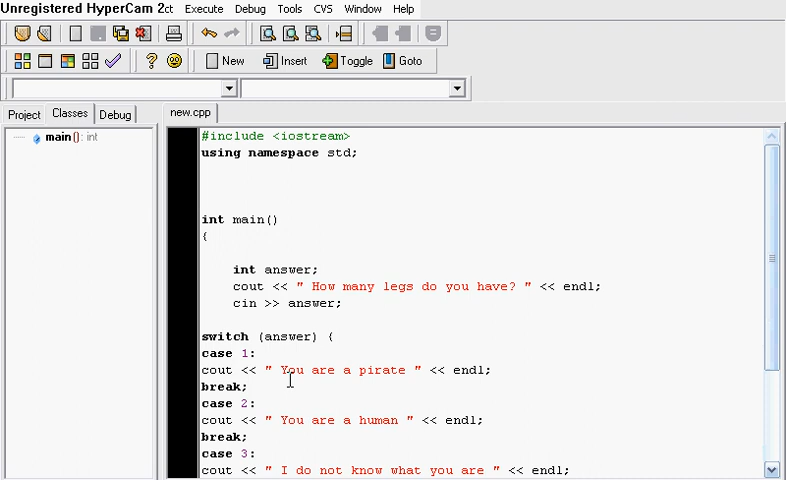 Unregistered HyperCam 2ct Execute Debug Tools CVS Window Help
New Insert Toggle Goto
Project Classes Debug new.cpp
main(): int
#include <iostream>
using namespace std;
int main()
{
int answer;
cout << " How many legs do you have? " << endl;
cin >> answer;
switch (answer) {
case 1:
cout << " You are a pirate " << endl;
break;
case 2:
cout << " You are a human " << endl;
break;
case 3:
cout << " I do not know what you are " << endl;